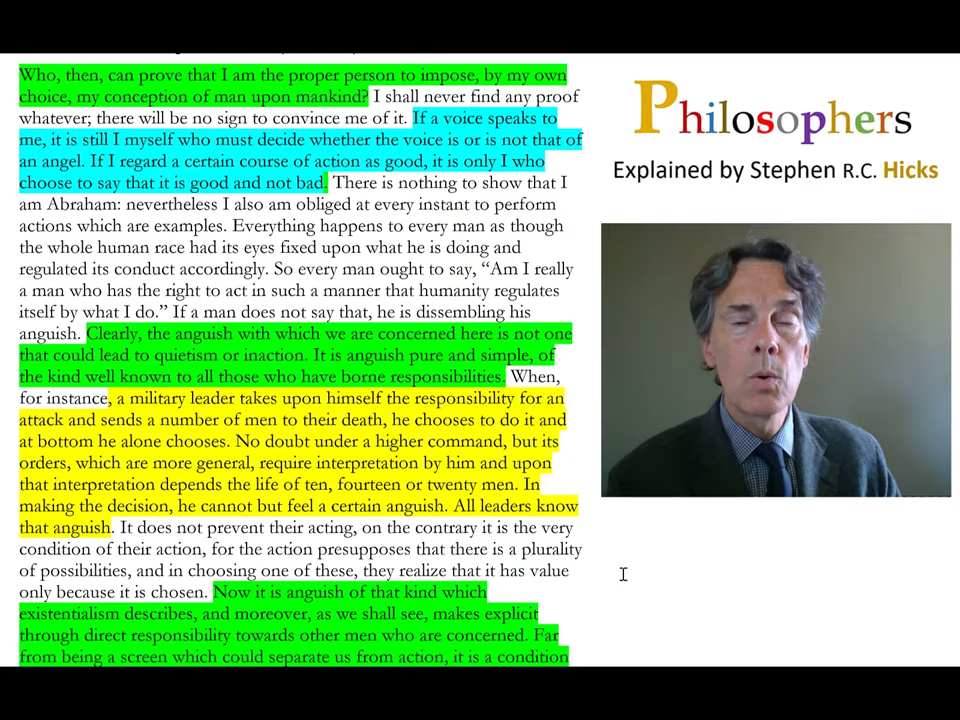 Who, then, can prove that I am the proper person to impose, by my own
choice, my conception of man upon mankind? I shall never find any proof
whatever; there will be no sign to convince me of it. If a voice speaks to
me, it is still I myself who must decide whether the voice is or is not that of
an angel. If I regard a certain course of action as good, it is only I who
choose to say that it is good and not bad. There is nothing to show that I
am Abraham: nevertheless I also am obliged at every instant to perform
actions which are examples. Everything happens to every man as though
the whole human race had its eyes fixed upon what he is doing and
regulated its conduct accordingly. So every man ought to say, “Am I really
a man who has the right to act in such a manner that humanity regulates
itself by what I do.” If a man does not say that, he is dissembling his
anguish. Clearly, the anguish with which we are concerned here is not one
that could lead to quietism or inaction. It is anguish pure and simple, of
the kind well known to all those who have borne responsibilities. When,
for instance, a military leader takes upon himself the responsibility for an
attack and sends a number of men to their death, he chooses to do it and
at bottom he alone chooses. No doubt under a higher command, but its
orders, which are more general, require interpretation by him and upon
that interpretation depends the life of ten, fourteen or twenty men. In
making the decision, he cannot but feel a certain anguish. All leaders know
that anguish. It does not prevent their acting, on the contrary it is the very
condition of their action, for the action presupposes that there is a plurality
of possibilities, and in choosing one of these, they realize that it has value
only because it is chosen. Now it is anguish of that kind which
existentialism describes, and moreover, as we shall see, makes explicit
through direct responsibility towards other men who are concerned. Far
from being a screen which could separate us from action, it is a condition
Philosophers
Explained by Stephen R.C. Hicks